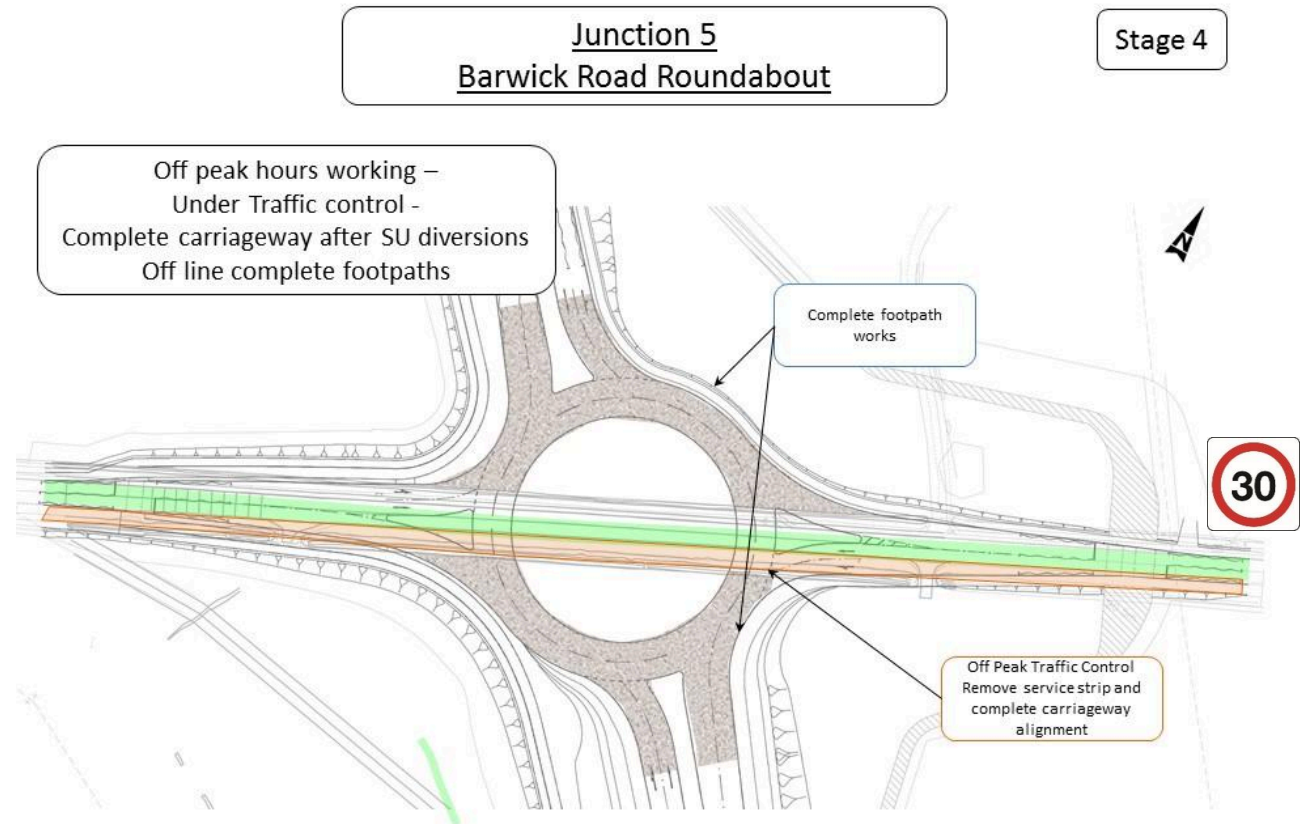 Junction 5
Barwick Road Roundabout
Stage 4
Off peak hours working –
Under Traffic control -
Complete carriageway after SU diversions
Off line complete footpaths
N
Complete footpath
works
30
Off Peak Traffic Control
Remove service strip and
complete carriageway
alignment